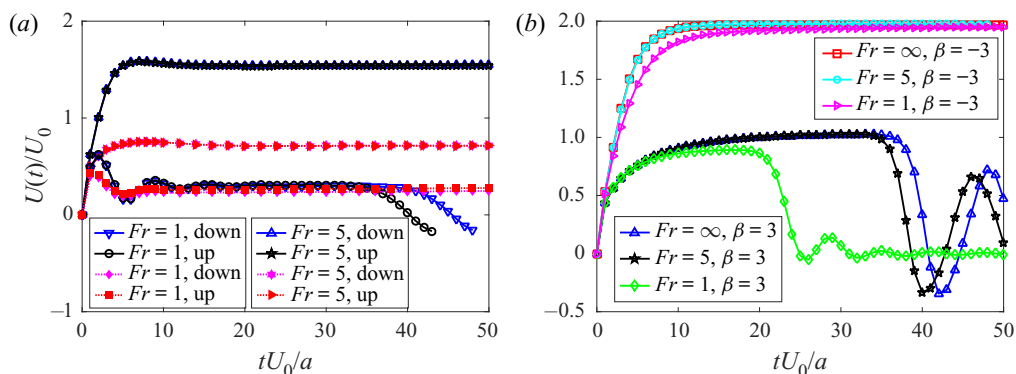 (a)
2
1
0
−1
U(t)/U0
0
10
20
30
40
50
tU0/a
Fr = 1, down
Fr = 1, up
Fr = 1, down
Fr = 1, up
Fr = 5, down
Fr = 5, up
Fr = 5, down
Fr = 5, up
(b)
2.0
1.5
1.0
0.5
0
−0.5
0
10
20
30
40
50
tU0/a
Fr = ∞, β = −3
Fr = 5, β = −3
Fr = 1, β = −3
Fr = ∞, β = 3
Fr = 5, β = 3
Fr = 1, β = 3